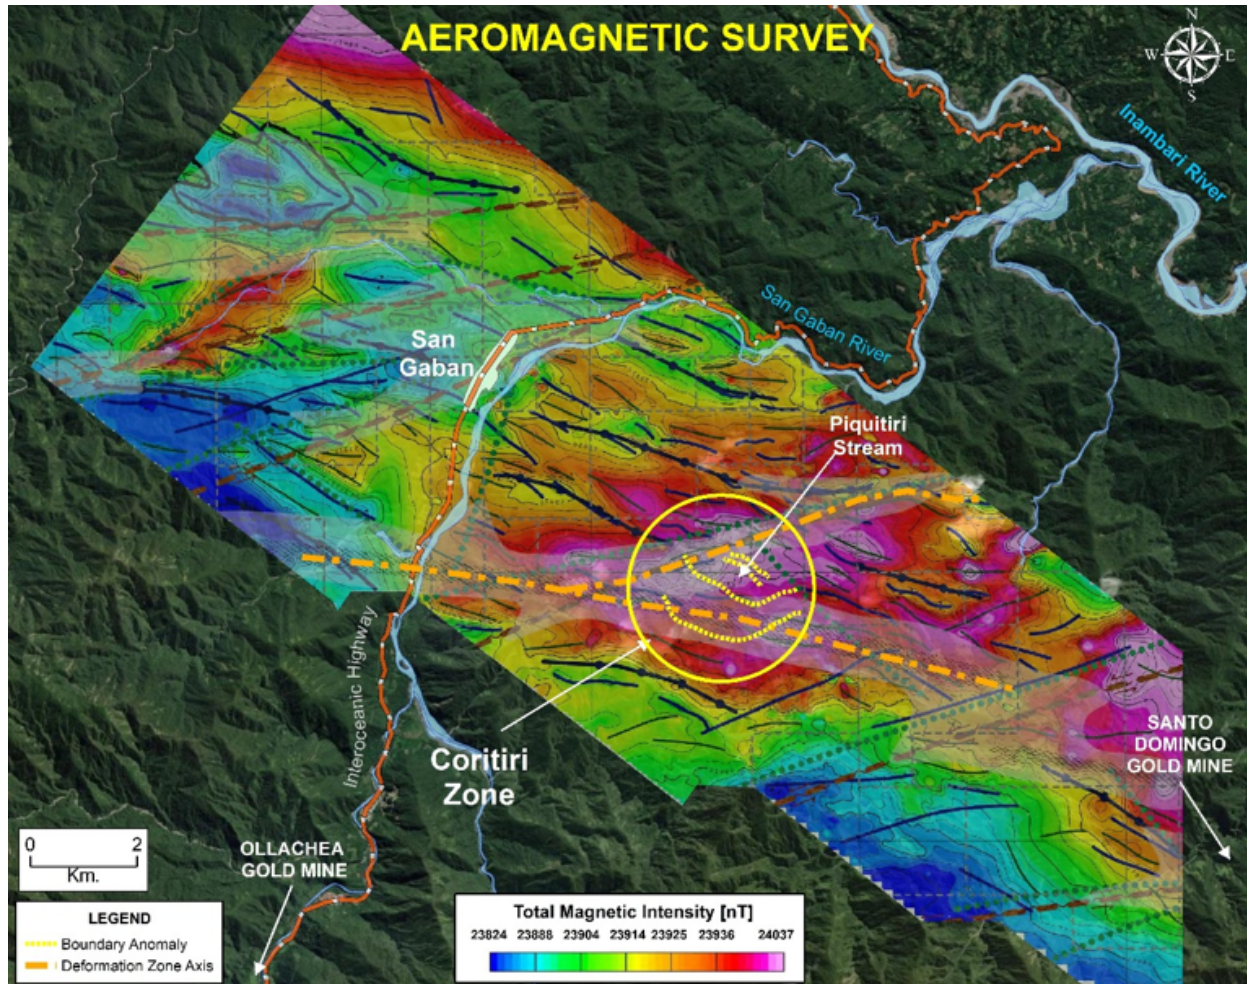 AEROMAGNETIC SURVEY
N
W E
S
Inambari River
San Gaban River
San
Gaban
Piquitiri
Stream
Interoceanic Highway
Coritiri
Zone
SANTO
DOMINGO
GOLD MINE
OLLACHEA
GOLD MINE
0 2
Km.
LEGEND
Boundary Anomaly
Deformation Zone Axis
Total Magnetic Intensity [nT]
23824 23888 23904 23914 23925 23936 24037